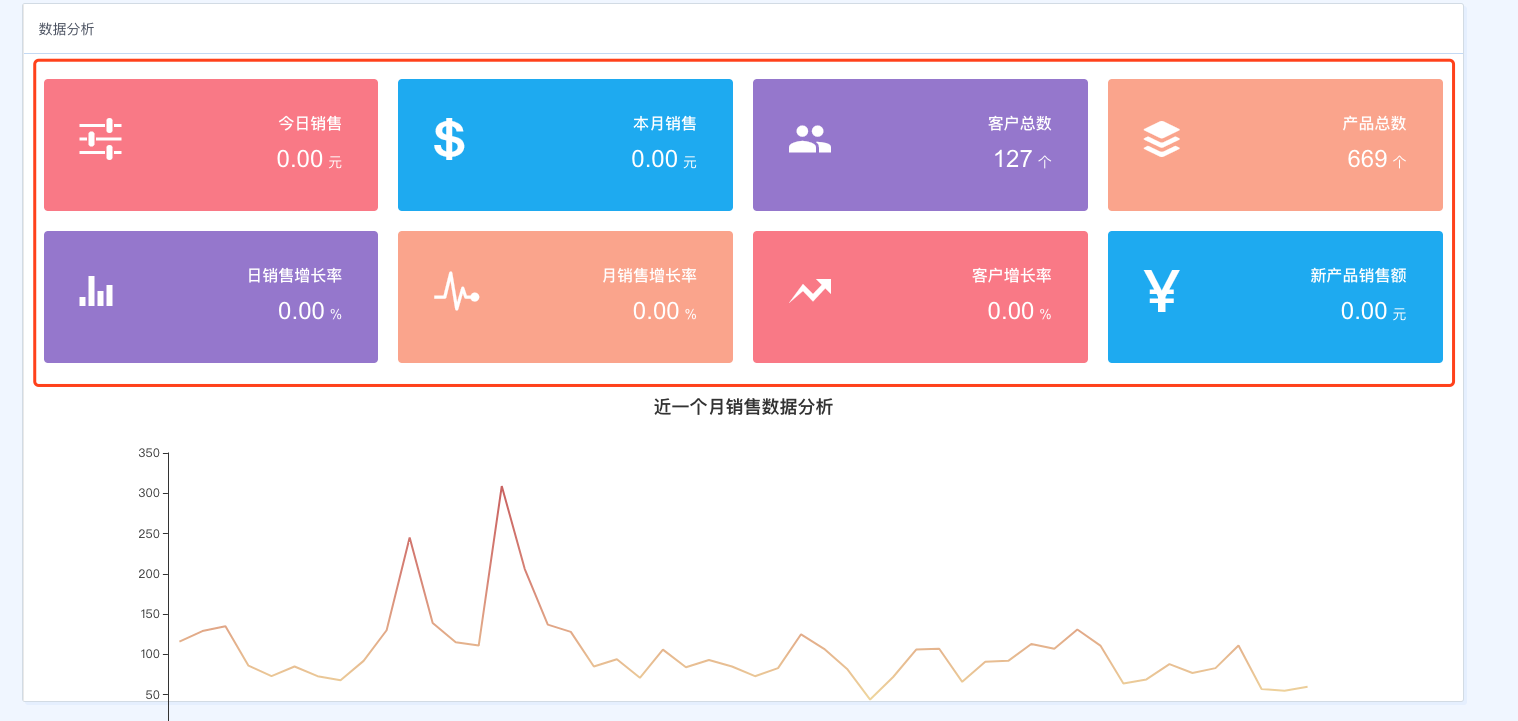 数据分析
今日销售
0.00 元
本月销售
0.00 元
客户总数
127 个
产品总数
669 个
日销售增长率
0.00 %
月销售增长率
0.00 %
客户增长率
0.00 %
新产品销售额
0.00 元
近一个月销售数据分析
350
300
250
200
150
100
50